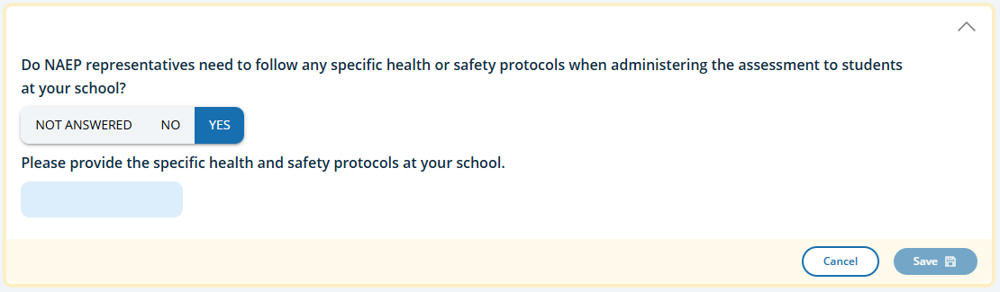 Do NAEP representatives need to follow any specific health or safety protocols when administering the assessment to students
at your school?
NOT ANSWERED NO YES
Please provide the specific health and safety protocols at your school.
Cancel Save